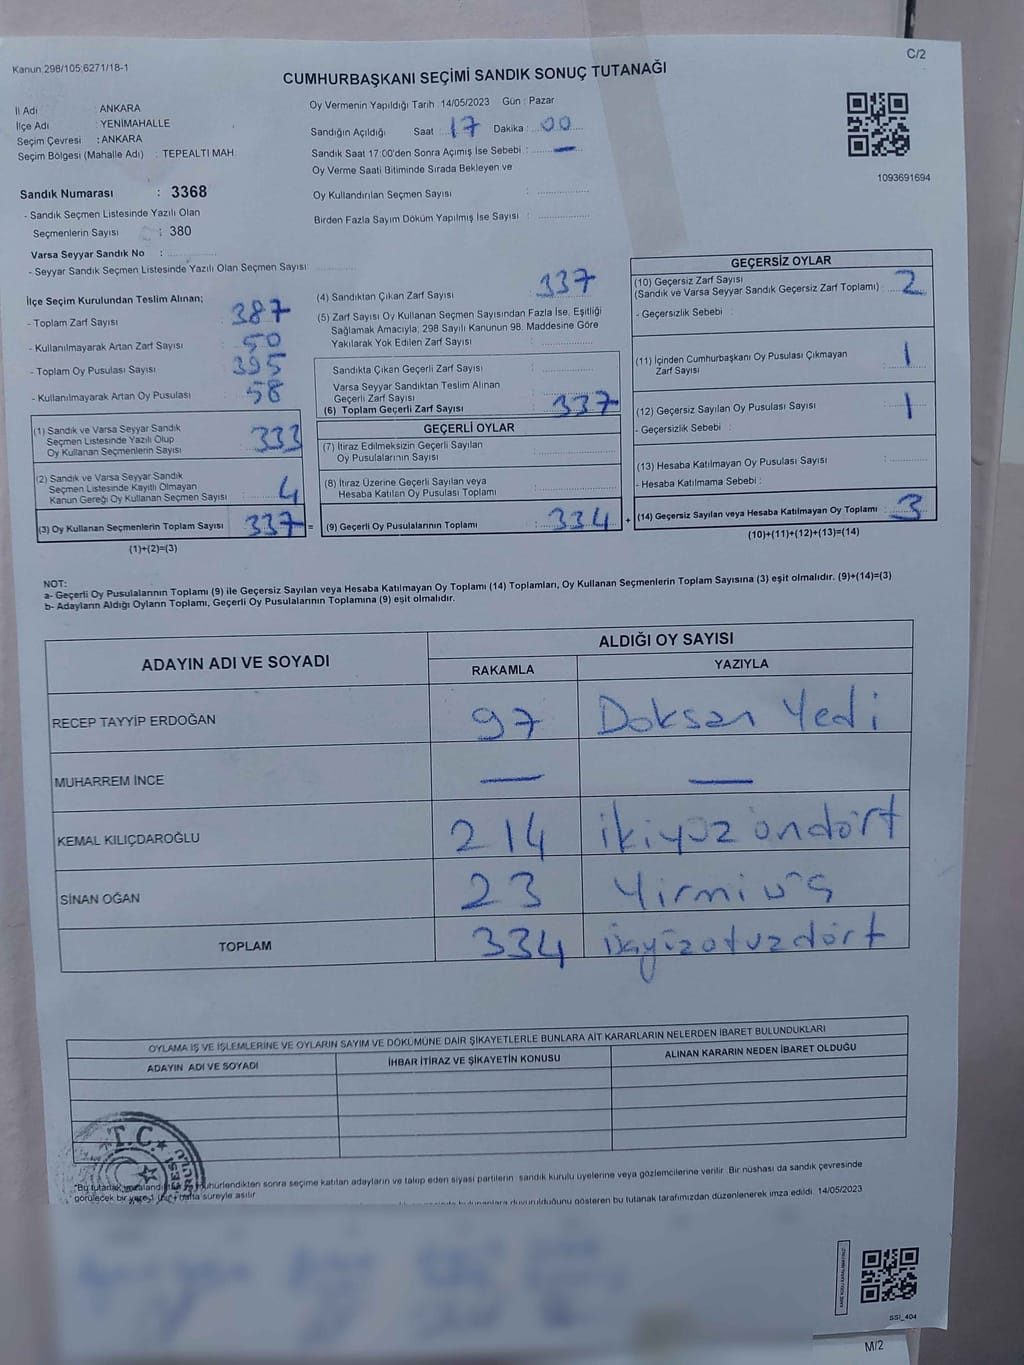 Kanun:298/105;6271/18-1
C/2
CUMHURBAŞKANI SEÇİMİ SANDIK SONUÇ TUTANAĞI
1093691694
İl Adı ANKARA
İlçe Adı : YENİMAHALLE
Seçim Çevresi : ANKARA
Seçim Bölgesi (Mahalle Adı) : TEPEALTI MAH.
Sandık Numarası : 3368
- Sandık Seçmen Listesinde Yazılı Olan
Seçmenlerin Sayısı : 380
Varsa Seyyar Sandık No :
- Seyyar Sandık Seçmen Listesinde Yazılı Olan Seçmen Sayısı
Oy Vermenin Yapıldığı Tarih : 14/05/2023 Gün : Pazar
Sandığın Açıldığı Saat : 17 Dakika : 00
Sandık Saat 17:00'den Sonra Açımış İse Sebebi : —
Oy Verme Saati Bitiminde Sırada Bekleyen ve
Oy Kullandırılan Seçmen Sayısı :
Birden Fazla Sayım Döküm Yapılmış İse Sayısı :
İlçe Seçim Kurulundan Teslim Alınan;
- Toplam Zarf Sayısı : 387
- Kullanılmayarak Artan Zarf Sayısı : 50
- Toplam Oy Pusulası Sayısı : 395
- Kullanılmayarak Artan Oy Pusulası : 58
(1) Sandık ve Varsa Seyyar Sandık
Seçmen Listesinde Yazılı Olup
Oy Kullanan Seçmenlerin Sayısı 333
(2) Sandık ve Varsa Seyyar Sandık
Seçmen Listesinde Kayıtlı Olmayan
Kanun Gereği Oy Kullanan Seçmen Sayısı 4
(3) Oy Kullanan Seçmenlerin Toplam Sayısı 337 =
(1)+(2)=(3)
(4) Sandıktan Çıkan Zarf Sayısı : 337
(5) Zarf Sayısı Oy Kullanan Seçmen Sayısından Fazla İse, Eşitliği
Sağlamak Amacıyla, 298 Sayılı Kanunun 98. Maddesine Göre
Yakılarak Yok Edilen Zarf Sayısı :
Sandıkta Çıkan Geçerli Zarf Sayısı :
Varsa Seyyar Sandıktan Teslim Alınan
Geçerli Zarf Sayısı :
(6) Toplam Geçerli Zarf Sayısı : 337
GEÇERLİ OYLAR
(7) İtiraz Edilmeksizin Geçerli Sayılan
Oy Pusulalarının Sayısı :
(8) İtiraz Üzerine Geçerli Sayılan veya
Hesaba Katılan Oy Pusulası Toplamı :
(9) Geçerli Oy Pusulalarının Toplamı : 334 +
GEÇERSİZ OYLAR
(10) Geçersiz Zarf Sayısı
(Sandık ve Varsa Seyyar Sandık Geçersiz Zarf Toplamı) : 2
- Geçersizlik Sebebi :
(11) İçinden Cumhurbaşkanı Oy Pusulası Çıkmayan
Zarf Sayısı : 1
(12) Geçersiz Sayılan Oy Pusulası Sayısı : 1
- Geçersizlik Sebebi :
(13) Hesaba Katılmayan Oy Pusulası Sayısı :
- Hesaba Katılmama Sebebi :
(14) Geçersiz Sayılan veya Hesaba Katılmayan Oy Toplamı : 3
(10)+(11)+(12)+(13)=(14)
NOT:
a- Geçerli Oy Pusulalarının Toplamı (9) ile Geçersiz Sayılan veya Hesaba Katılmayan Oy Toplamı (14) Toplamları, Oy Kullanan Seçmenlerin Toplam Sayısına (3) eşit olmalıdır. (9)+(14)=(3)
b- Adayların Aldığı Oyların Toplamı, Geçerli Oy Pusulalarının Toplamına (9) eşit olmalıdır.
ADAYIN ADI VE SOYADI ALDIĞI OY SAYISI
RAKAMLA YAZIYLA
RECEP TAYYİP ERDOĞAN 97 Doksan Yedi
MUHARREM İNCE — —
KEMAL KILIÇDAROĞLU 214 ikiyüz ondört
SİNAN OĞAN 23 Yirmi üç
TOPLAM 334
OYLAMA İŞ VE İŞLEMLERİNE VE OYLARIN SAYIM VE DÖKÜMÜNE DAİR ŞİKAYETLERLE BUNLARA AİT KARARLARIN NELERDEN İBARET BULUNDUKLARI
ADAYIN ADI VE SOYADI İHBAR İTİRAZ VE ŞİKAYETİN KONUSU ALINAN KARARIN NEDEN İBARET OLDUĞU
T.C.
sonra seçime katılan adayların ve talep eden siyasi partilerin sandık kurulu üyelerine veya gözlemcilerine verilir. Bir nüshası da sandık çevresinde
görülecek bir yere süreyle asılır.
duyurulduğunu gösteren bu tutanak tarafımızdan düzenlenerek imza edildi. 14/05/2023
SSI_404
M/2